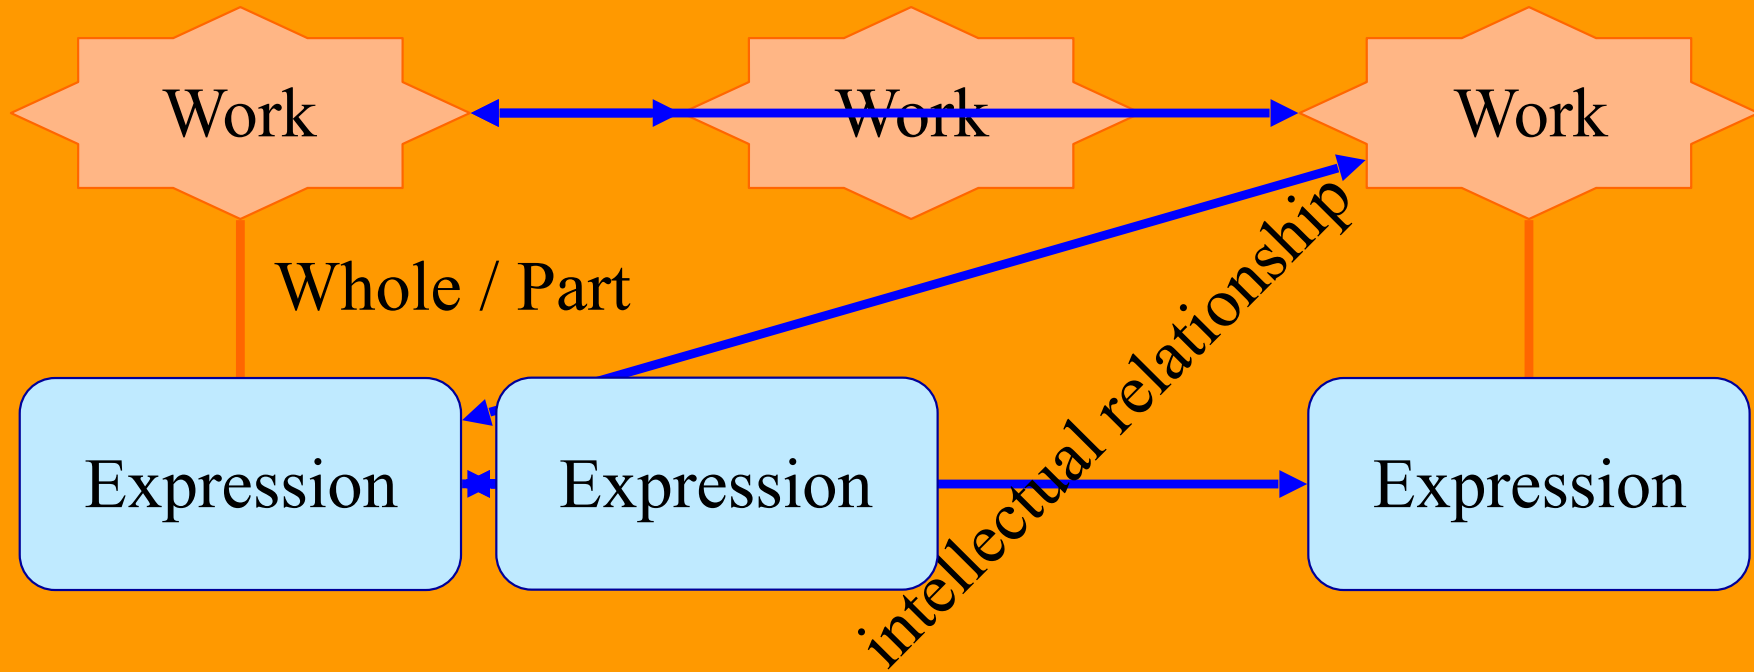 Work
Work
Work
Whole / Part
intellectual relationship
Expression
Expression
Expression